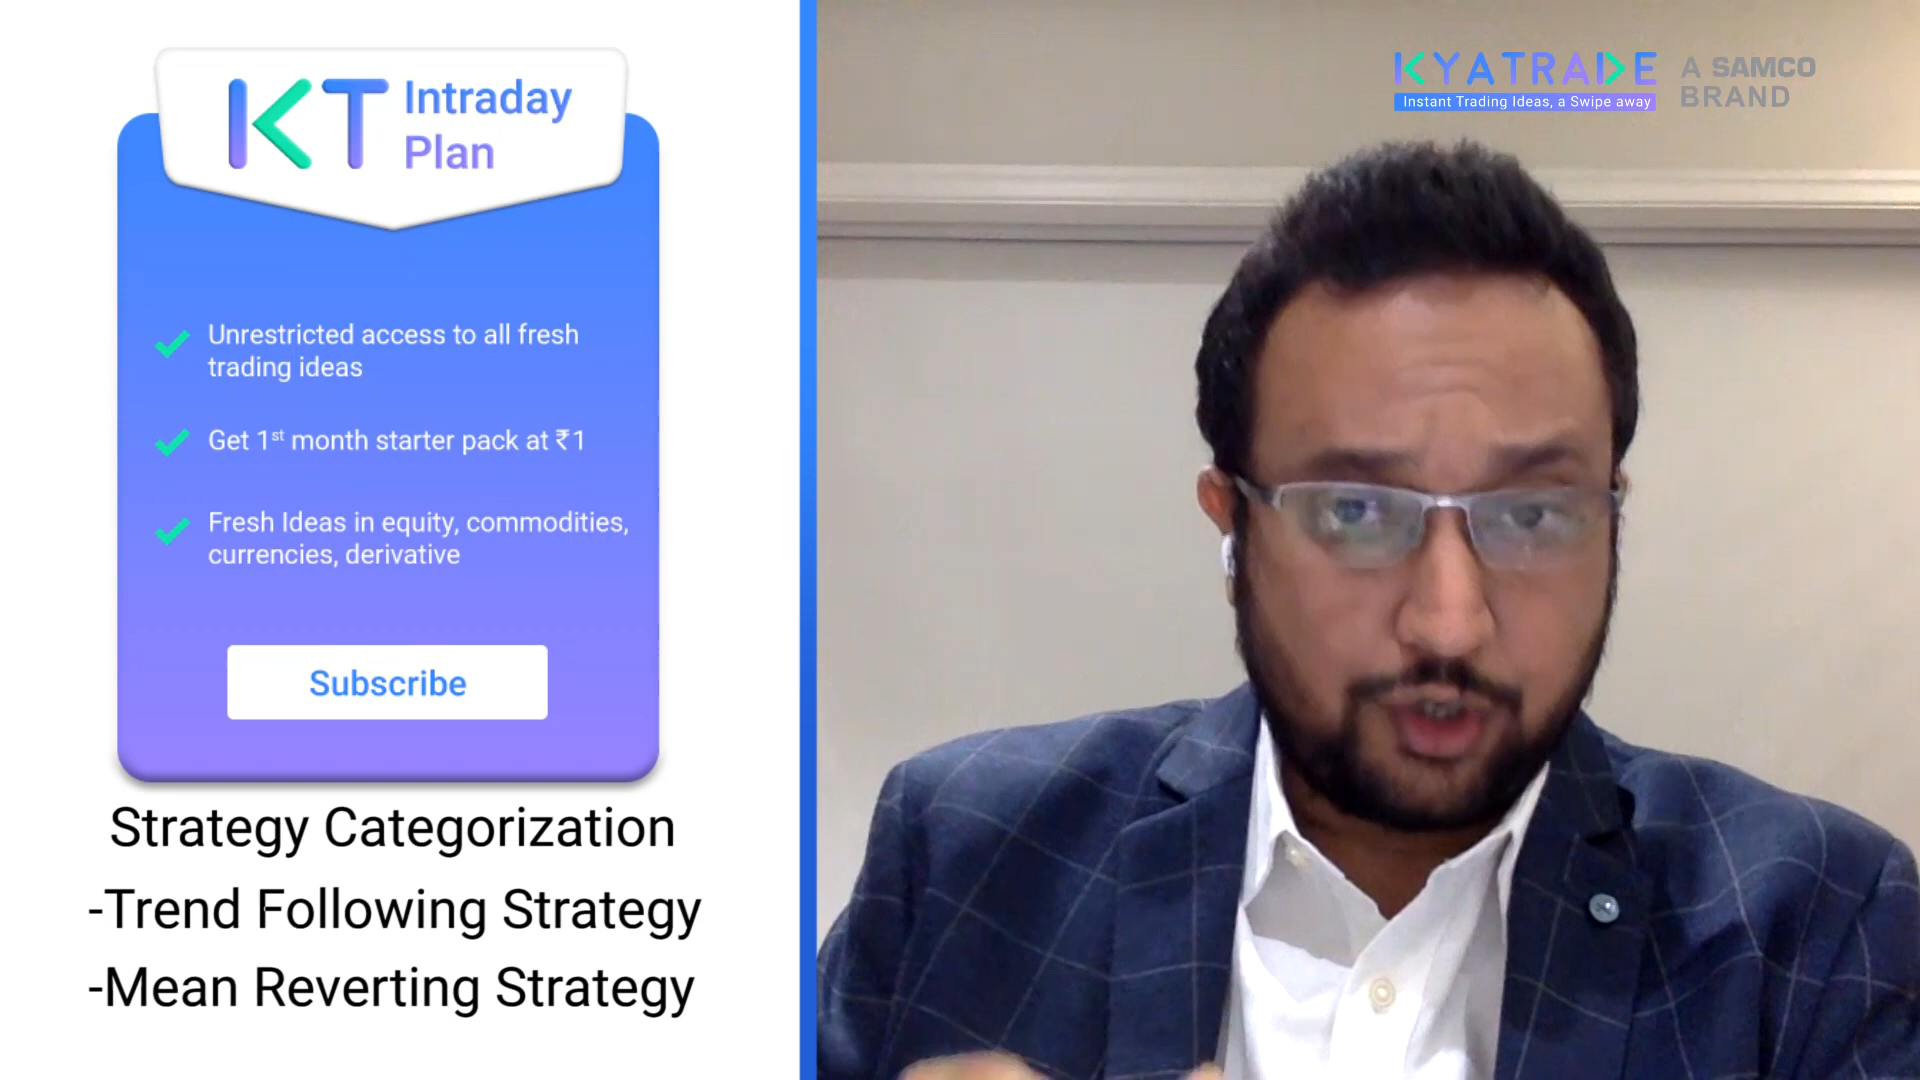 KT Intraday
Plan
Unrestricted access to all fresh
trading ideas
Get 1st month starter pack at ₹1
Fresh Ideas in equity, commodities,
currencies, derivative
Subscribe
Strategy Categorization
-Trend Following Strategy
-Mean Reverting Strategy
KYATRADE
Instant Trading Ideas, a Swipe away
A SAMCO
BRAND